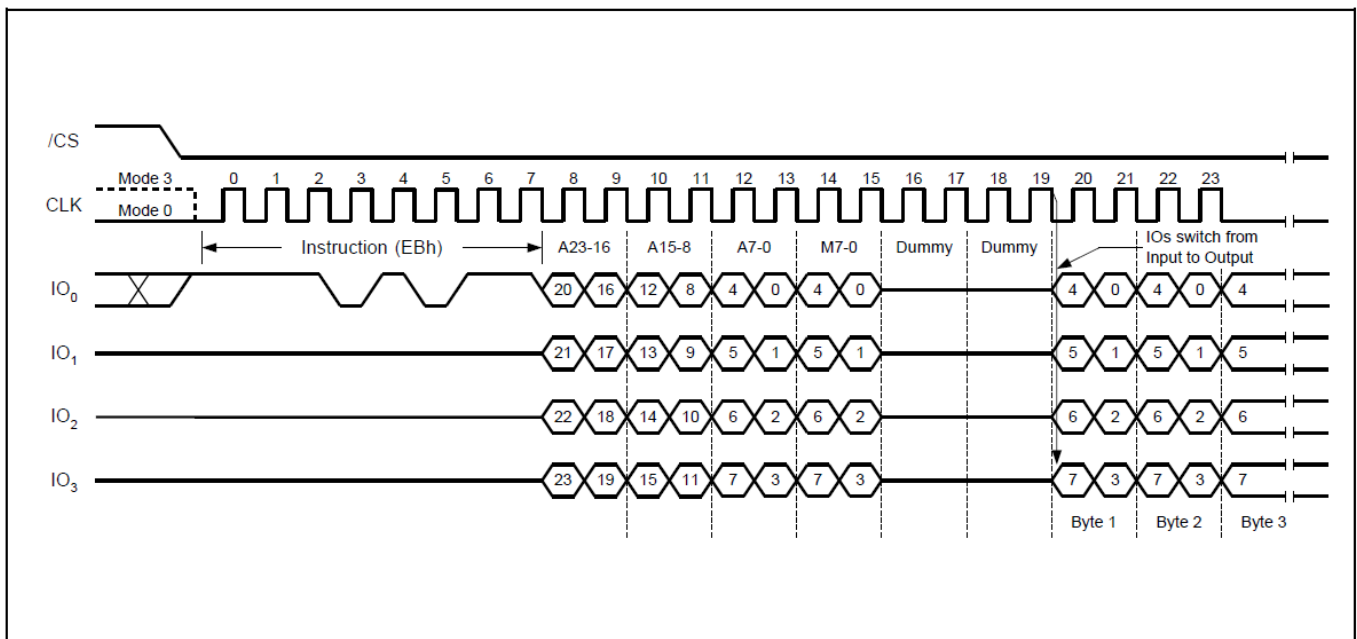 /CS
Mode 3 0 1 2 3 4 5 6 7 8 9 10 11 12 13 14 15 16 17 18 19 20 21 22 23
CLK Mode 0
Instruction (EBh) A23-16 A15-8 A7-0 M7-0 Dummy Dummy IOs switch from
Input to Output
IO0 20 16 12 8 4 0 4 0 4 0 4 0 4
IO1 21 17 13 9 5 1 5 1 5 1 5 1 5
IO2 22 18 14 10 6 2 6 2 6 2 6 2 6
IO3 23 19 15 11 7 3 7 3 7 3 7 3 7
Byte 1 Byte 2 Byte 3